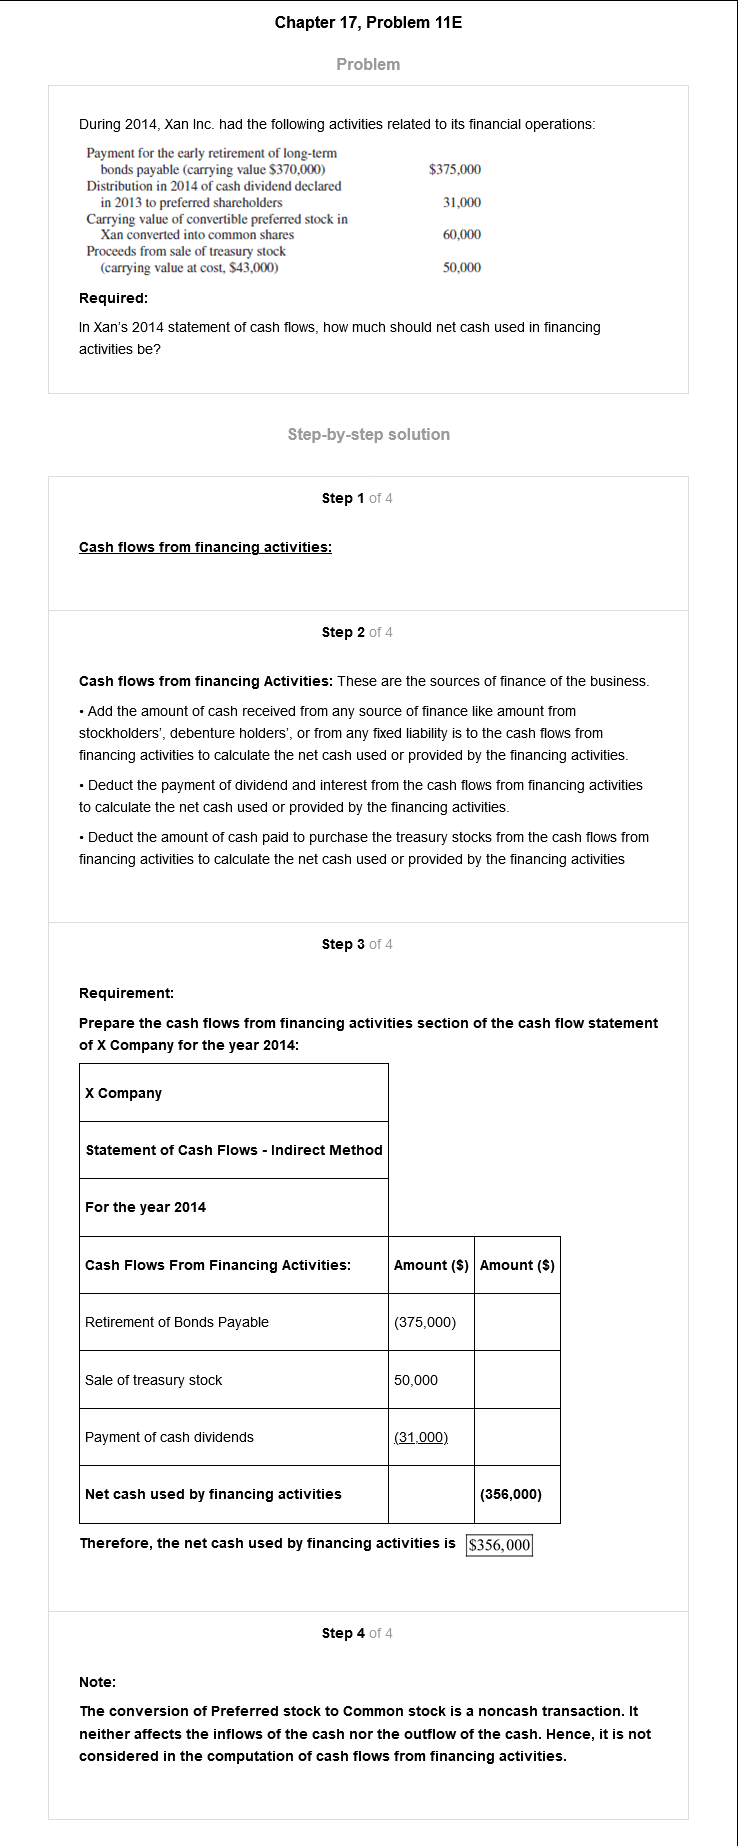 Chapter 17, Problem 11E
Problem
During 2014, Xan Inc. had the following activities related to its financial operations:
Payment for the early retirement of long-term
bonds payable (carrying value $370,000) $375,000
Distribution in 2014 of cash dividend declared
in 2013 to preferred shareholders 31,000
Carrying value of convertible preferred stock in
Xan converted into common shares 60,000
Proceeds from sale of treasury stock
(carrying value at cost, $43,000) 50,000
Required:
In Xan's 2014 statement of cash flows, how much should net cash used in financing
activities be?
Step-by-step solution
Step 1 of 4
Cash flows from financing activities:
Step 2 of 4
Cash flows from financing Activities: These are the sources of finance of the business.
• Add the amount of cash received from any source of finance like amount from
stockholders', debenture holders', or from any fixed liability is to the cash flows from
financing activities to calculate the net cash used or provided by the financing activities.
• Deduct the payment of dividend and interest from the cash flows from financing activities
to calculate the net cash used or provided by the financing activities.
• Deduct the amount of cash paid to purchase the treasury stocks from the cash flows from
financing activities to calculate the net cash used or provided by the financing activities
Step 3 of 4
Requirement:
Prepare the cash flows from financing activities section of the cash flow statement
of X Company for the year 2014:
X Company
Statement of Cash Flows - Indirect Method
For the year 2014
Cash Flows From Financing Activities: Amount ($) Amount ($)
Retirement of Bonds Payable (375,000)
Sale of treasury stock 50,000
Payment of cash dividends (31,000)
Net cash used by financing activities (356,000)
Therefore, the net cash used by financing activities is $356,000
Step 4 of 4
Note:
The conversion of Preferred stock to Common stock is a noncash transaction. It
neither affects the inflows of the cash nor the outflow of the cash. Hence, it is not
considered in the computation of cash flows from financing activities.